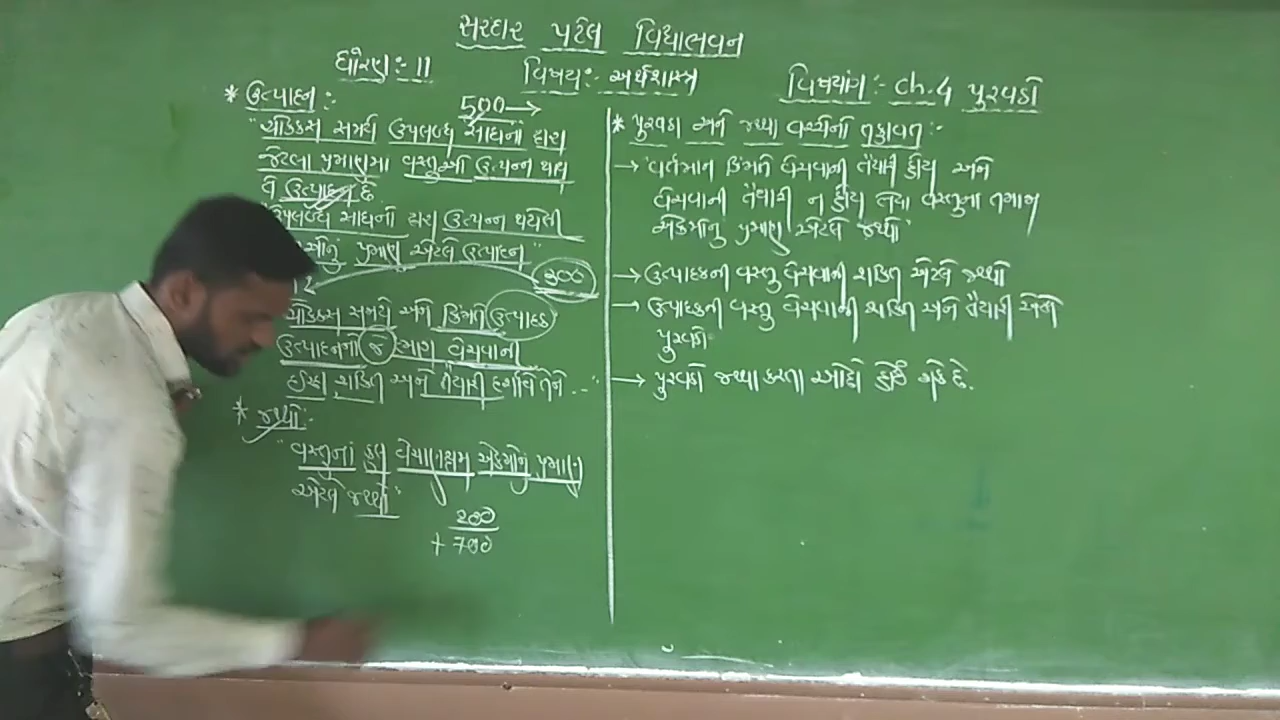 સરદાર પટેલ વિદ્યાભવન
ધોરણ:- 11
વિષય:- અર્થશાસ્ત્ર
વિષયાંગ:- ch.4 પુરવઠો
* ઉત્પાદન:-
500→
"ચોક્કસ સમયે ઉપલબ્ધ સાધનો દ્વારા
જેટલા પ્રમાણમાં વસ્તુઓ ઉત્પન્ન થાય
તે ઉત્પાદન છે
"ઉપલબ્ધ સાધનો દ્વારા ઉત્પન્ન થયેલી
પ્રમાણ એટલે ઉત્પાદન"
300
ચોક્કસ સમયે અને કિંમતે ઉત્પાદક
ઉત્પાદનનો જે ભાગ વેચવાની
ઈચ્છા શક્તિ અને તૈયારી દર્શાવે તેને ..."
* જથ્થો:-
"વસ્તુનાં કુલ વેચાણક્ષમ એકમોનું પ્રમાણ
એટલે જથ્થો"
200
+ 700
* પુરવઠા અને જથ્થા વચ્ચેનો તફાવત:-
→ "વર્તમાન કિંમતે વેચવાની તૈયારી હોય અને
વેચવાની તૈયારી ન હોય તેવા વસ્તુના તમામ
એકમોનું પ્રમાણ એટલે જથ્થો"
→ ઉત્પાદકની વસ્તુ વેચવાની શક્તિ એટલે જથ્થો
→ ઉત્પાદકની વસ્તુ વેચવાની શક્તિ અને તૈયારી એટલે
પુરવઠો
→ પુરવઠો જથ્થા કરતા ઓછો હોઈ શકે છે.